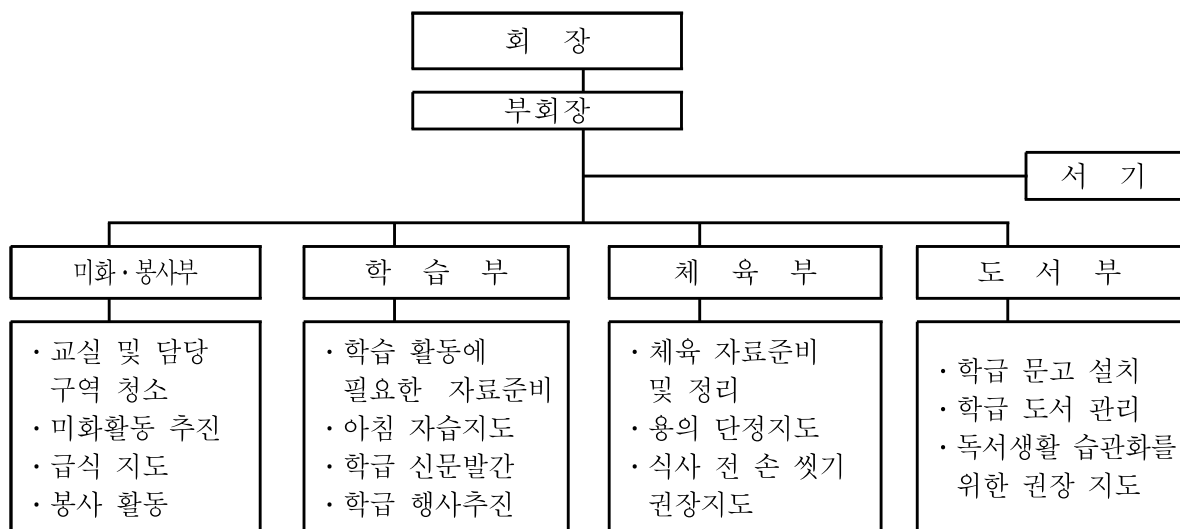 회 장
부회장
서 기
미화·봉사부
학 습 부
체 육 부
도 서 부
· 교실 및 담당
구역 청소
· 미화활동 추진
· 급식 지도
· 봉사 활동
· 학습 활동에
필요한 자료준비
· 아침 자습지도
· 학급 신문발간
· 학급 행사추진
· 체육 자료준비
및 정리
· 용의 단정지도
· 식사 전 손 씻기
권장지도
· 학급 문고 설치
· 학급 도서 관리
· 독서생활 습관화를
위한 권장 지도